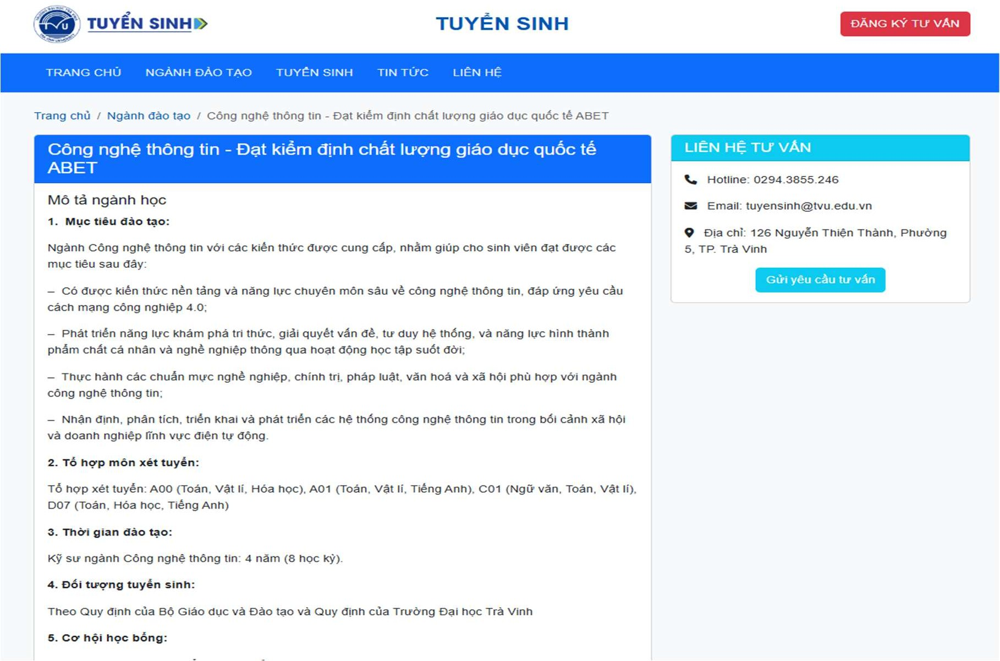 TUYỂN SINH
TUYỂN SINH
ĐĂNG KÝ TƯ VẤN
TRANG CHỦ NGÀNH ĐÀO TẠO TUYỂN SINH TIN TỨC LIÊN HỆ
Trang chủ / Ngành đào tạo / Công nghệ thông tin - Đạt kiểm định chất lượng giáo dục quốc tế ABET
Công nghệ thông tin - Đạt kiểm định chất lượng giáo dục quốc tế
ABET
Mô tả ngành học
1. Mục tiêu đào tạo:
Ngành Công nghệ thông tin với các kiến thức được cung cấp, nhằm giúp cho sinh viên đạt được các
mục tiêu sau đây:
– Có được kiến thức nền tảng và năng lực chuyên môn sâu về công nghệ thông tin, đáp ứng yêu cầu
cách mạng công nghiệp 4.0;
– Phát triển năng lực khám phá tri thức, giải quyết vấn đề, tư duy hệ thống, và năng lực hình thành
phẩm chất cá nhân và nghề nghiệp thông qua hoạt động học tập suốt đời;
– Thực hành các chuẩn mực nghề nghiệp, chính trị, pháp luật, văn hoá và xã hội phù hợp với ngành
công nghệ thông tin;
– Nhận định, phân tích, triển khai và phát triển các hệ thống công nghệ thông tin trong bối cảnh xã hội
và doanh nghiệp lĩnh vực điện tự động.
2. Tổ hợp môn xét tuyển:
Tổ hợp xét tuyển: A00 (Toán, Vật lí, Hóa học), A01 (Toán, Vật lí, Tiếng Anh), C01 (Ngữ văn, Toán, Vật lí),
D07 (Toán, Hóa học, Tiếng Anh)
3. Thời gian đào tạo:
Kỹ sư ngành Công nghệ thông tin: 4 năm (8 học kỳ).
4. Đối tượng tuyển sinh:
Theo Quy định của Bộ Giáo dục và Đào tạo và Quy định của Trường Đại học Trà Vinh
5. Cơ hội học bổng:
LIÊN HỆ TƯ VẤN
Hotline: 0294.3855.246
Email: tuyensinh@tvu.edu.vn
Địa chỉ: 126 Nguyễn Thiện Thành, Phường
5, TP. Trà Vinh
Gửi yêu cầu tư vấn